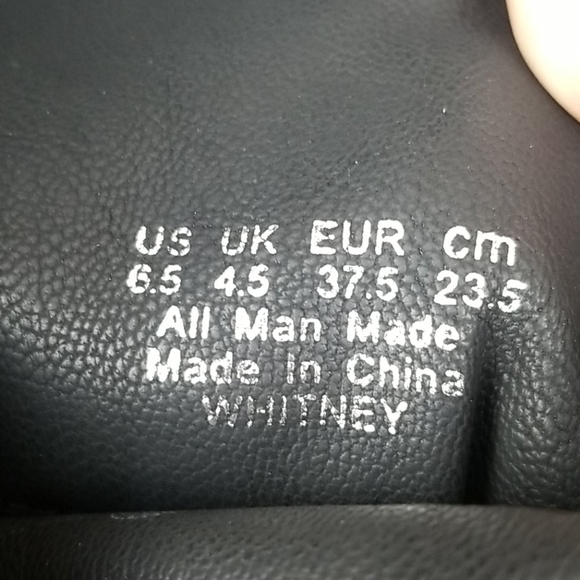 US UK EUR cm
6.5 4.5 37.5 23.5
All Man Made
Made In China
WHITNEY